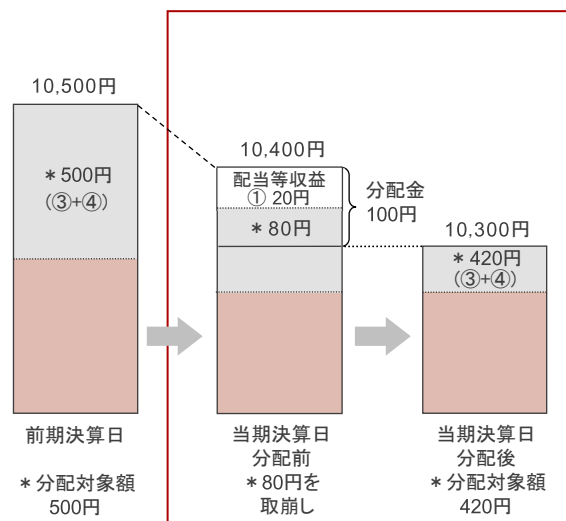 10,500円
＊500円
(③+④)
前期決算日
＊分配対象額
500円
10,400円
配当等収益
① 20円
＊80円
分配金
100円
当期決算日
分配前
＊80円を
取崩し
10,300円
＊420円
(③+④)
当期決算日
分配後
＊分配対象額
420円